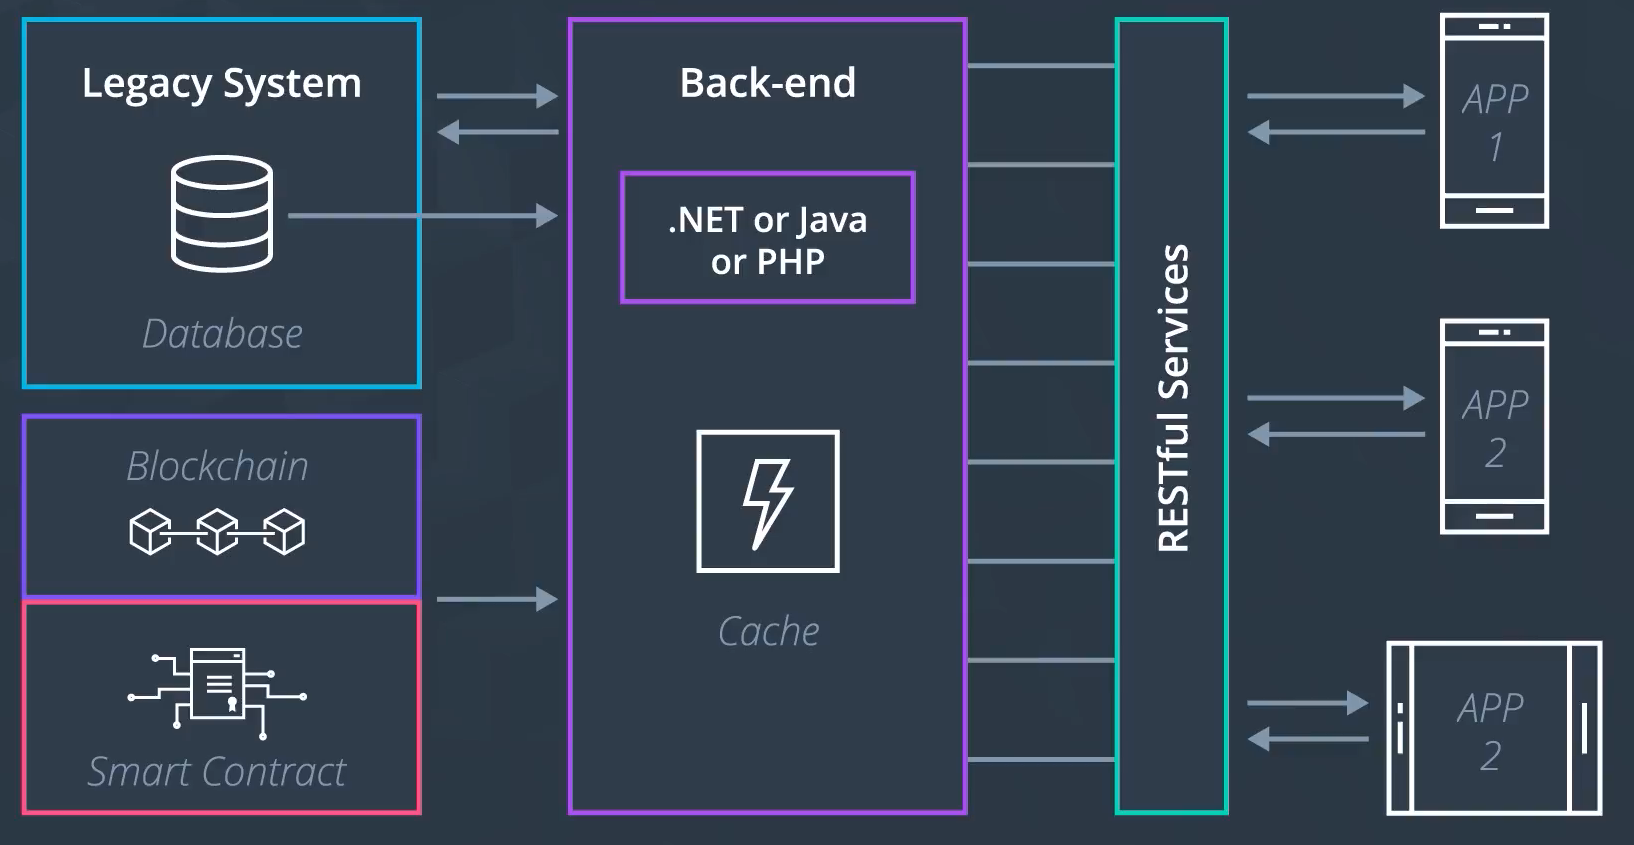 Legacy System
Database
Blockchain
Smart Contract
Back-end
.NET or Java
or PHP
Cache
RESTful Services
APP
1
APP
2
APP
2